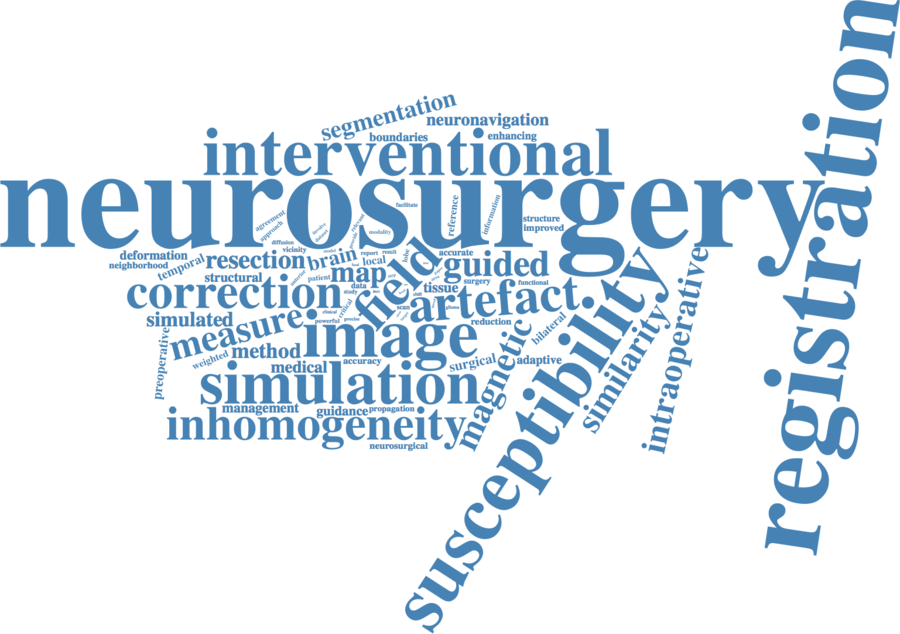 segmentation
neuronavigation
boundaries
enhancing
interventional
neurosurgery
registration
facilitate
reference
information
agreement
approach
relevant
modality
structure
improved
diffusion
vicinity
deformation
neighborhood
temporal
resection
brain
report
result
local
lobe
accurate
guided
structural
patient
map
field
tissue
surgery
functional
data
study
correction
artefact
critical
clinical
scan
simulated
measure
powerful
precise
image
reduction
bilateral
preoperative
weighted
method
accuracy
medical
surgical
adaptive
magnetic
susceptibility
similarity
intraoperative
simulation
management
guidance
propagation
inhomogeneity
neurosurgical